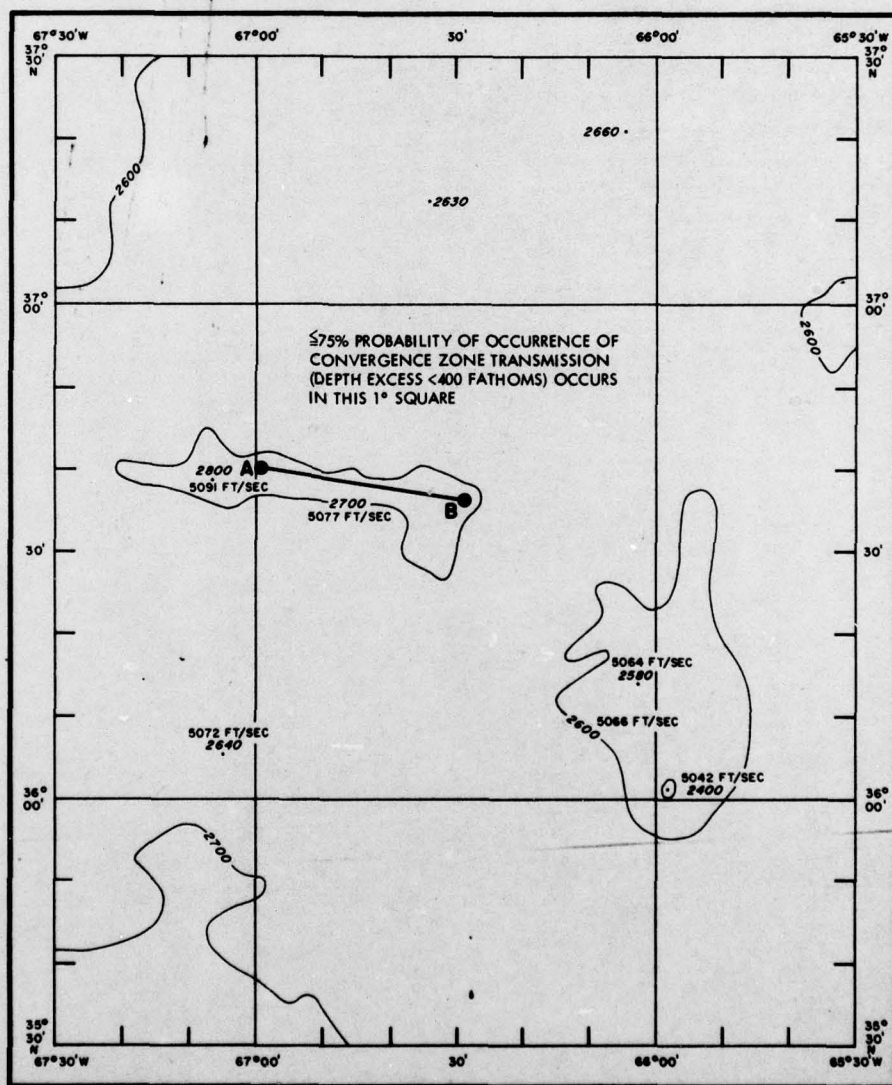 67° 30' W
67° 00'
30'
66° 00'
65° 30' W
37°
30'
N
37°
30'
N
2660
2600
2630
37°
00'
37°
00'
2600
≦75% PROBABILITY OF OCCURRENCE OF
CONVERGENCE ZONE TRANSMISSION
(DEPTH EXCESS <400 FATHOMS) OCCURS
IN THIS 1° SQUARE
2800
A
5091 FT/SEC
2700
5077 FT/SEC
B
30'
30'
5064 FT/SEC
2580
2600
5066 FT/SEC
5072 FT/SEC
2640
5042 FT/SEC
2400
36°
00'
36°
00'
2700
35°
30'
N
35°
30'
N
67° 30' W
67° 00'
30'
66° 00'
65° 30' W